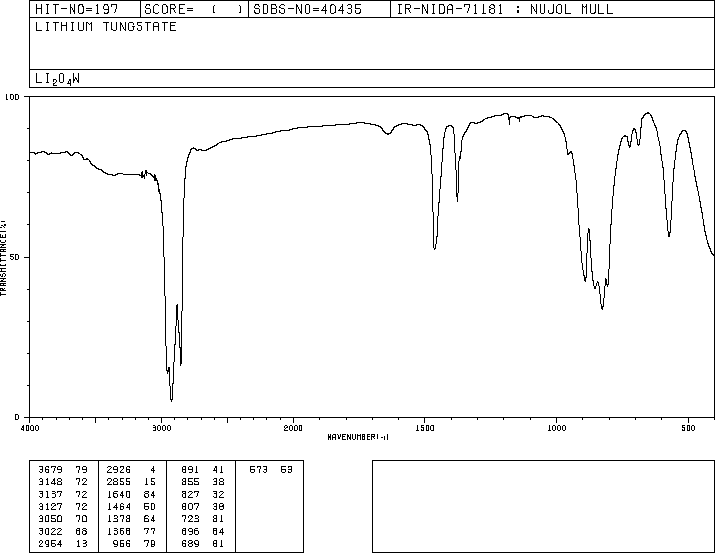 HIT-NO=197 SCORE= ( ) SDBS-NO=40435 IR-NIDA-71181 : NUJOL MULL
LITHIUM TUNGSTATE
LI2O4W
100
50
0
TRANSMITTANCE(%)
4000 3000 2000 1500 1000 500
WAVENUMBER(-1)
3679 79 2926 4 891 41 573 53
3148 72 2855 15 855 38
3137 72 1640 84 827 32
3127 72 1464 50 807 38
3050 70 1378 64 723 81
3022 68 1368 77 696 84
2954 13 956 79 689 81